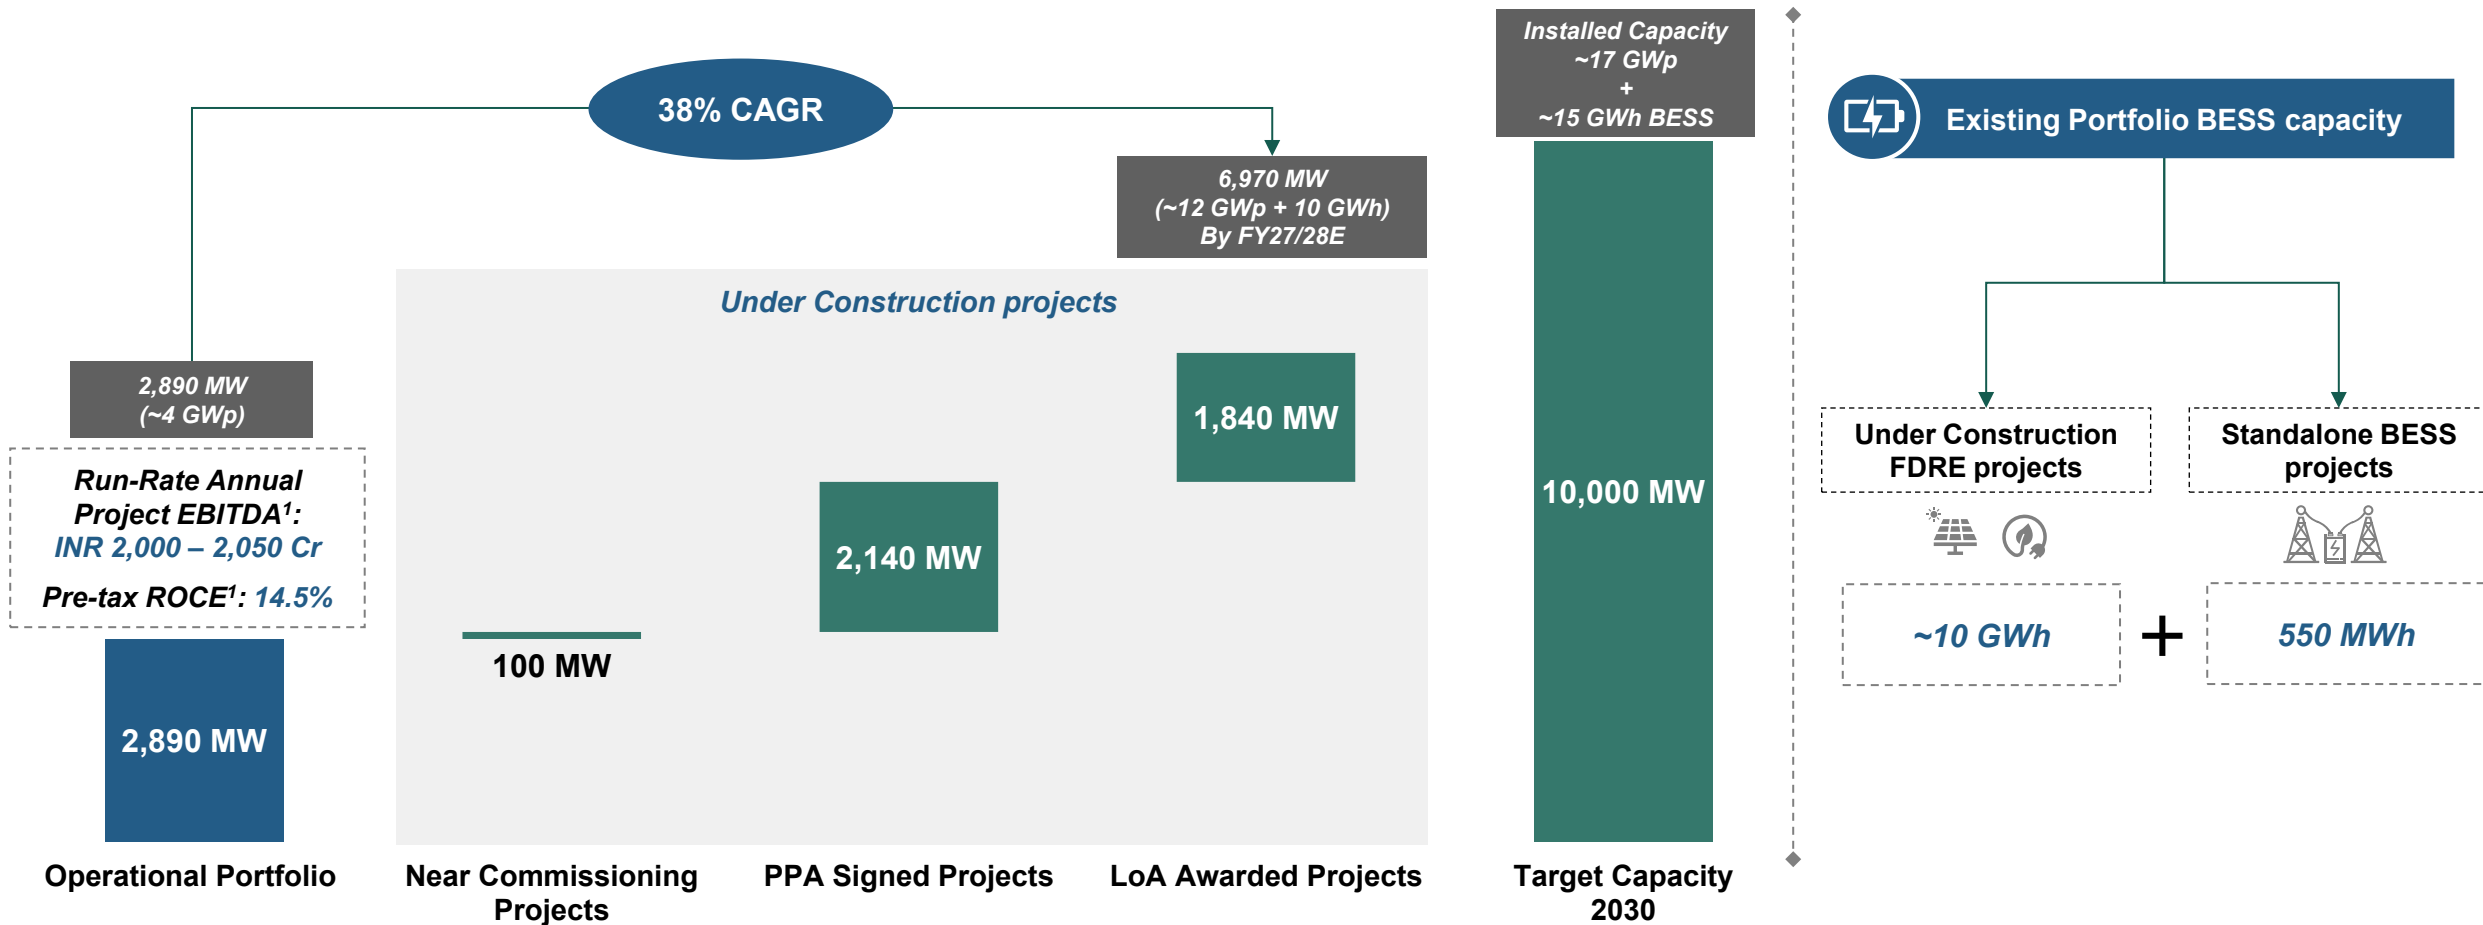 38% CAGR
2,890 MW
(~4 GWp)
Run-Rate Annual
Project EBITDA¹:
INR 2,000 – 2,050 Cr
Pre-tax ROCE¹: 14.5%
2,890 MW
Operational Portfolio
Under Construction projects
100 MW
Near Commissioning
Projects
2,140 MW
PPA Signed Projects
6,970 MW
(~12 GWp + 10 GWh)
By FY27/28E
1,840 MW
LoA Awarded Projects
Installed Capacity
~17 GWp
+
~15 GWh BESS
10,000 MW
Target Capacity
2030
Existing Portfolio BESS capacity
Under Construction
FDRE projects
~10 GWh
+
Standalone BESS
projects
550 MWh